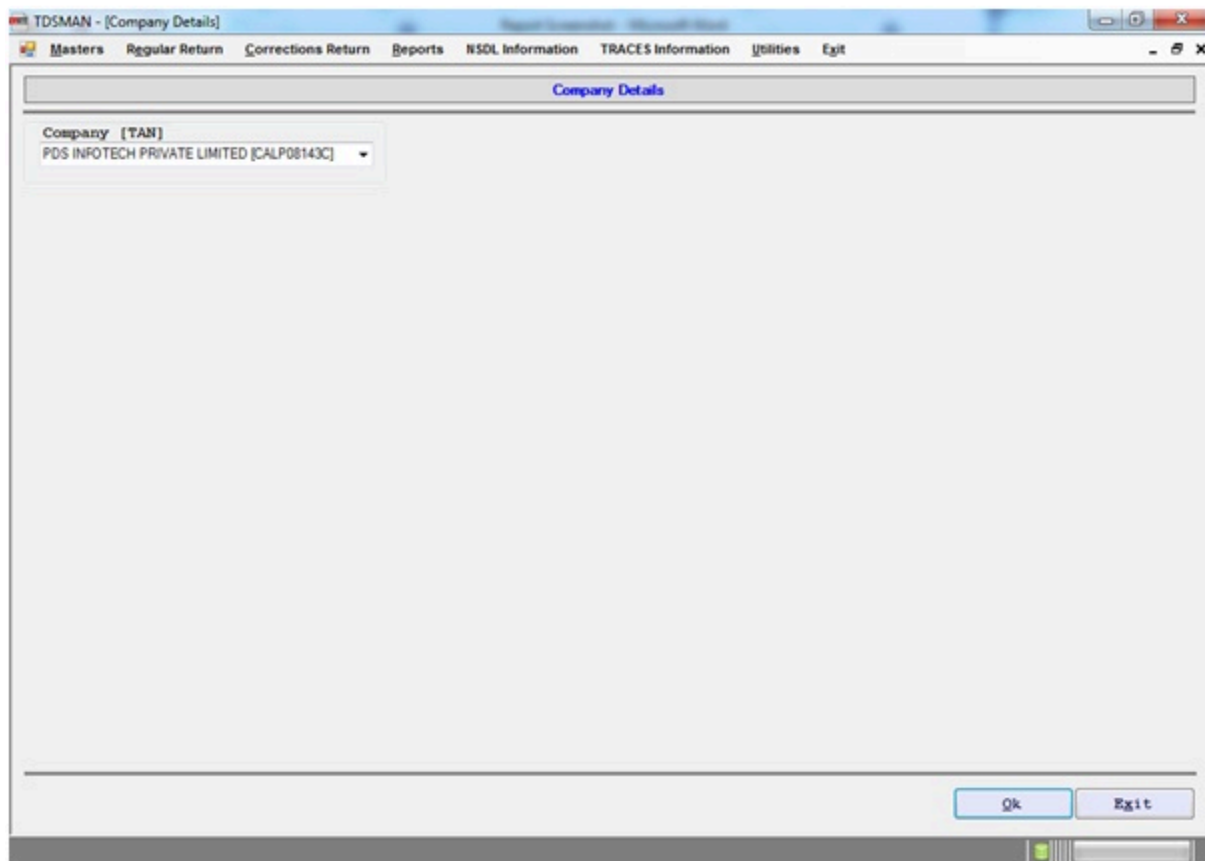 TDSMAN - [Company Details]
Masters Regular Return Corrections Return Reports NSDL Information TRACES Information Utilities Exit
Company Details
Company [TAN]
PDS INFOTECH PRIVATE LIMITED [CALP08143C]
Ok Exit